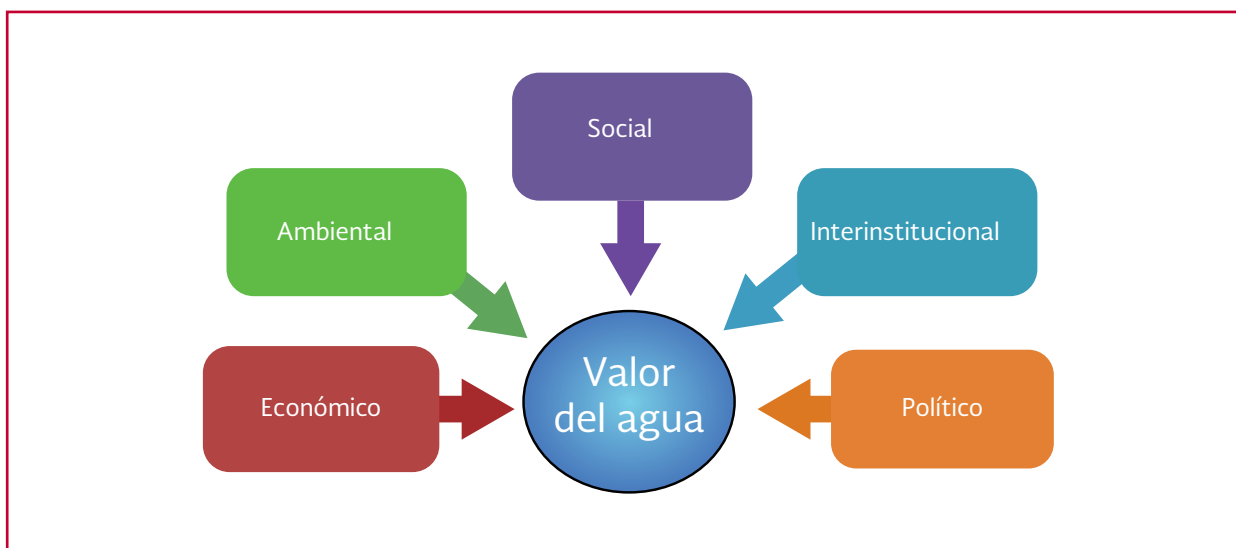 Social
Ambiental
Interinstitucional
Económico
Valor
del agua
Político